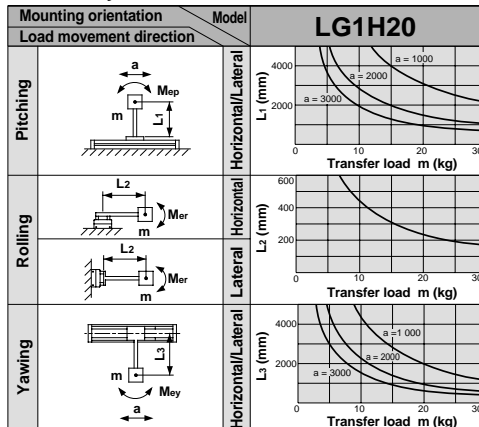 Mounting orientation
Model
Load movement direction
LG1H20
Pitching
a
Mep
m
L1
Horizontal/Lateral
L1 (mm)
4000
2000
a = 1000
a = 2000
a = 3000
0 10 20 30
Transfer load m (kg)
Rolling
L2
Mer
m
Horizontal
L2
Mer
m
Lateral
L2 (mm)
600
400
200
0 10 20 30
Transfer load m (kg)
Yawing
L3
m
Mey
a
Horizontal/Lateral
L3 (mm)
4000
2000
a=1 000
a=2000
a = 3000
0 10 20 30
Transfer load m (kg)